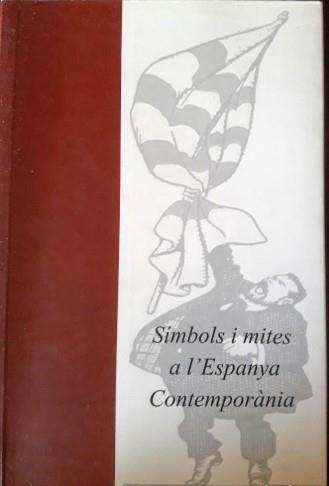 Símbols i mites
a l'Espanya
Contemporània